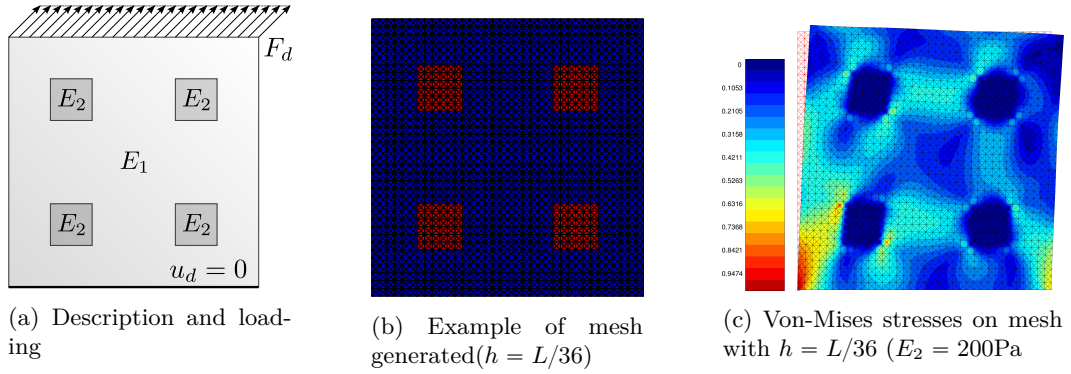 F_d
E_2 E_2
E_1
E_2 E_2
u_d = 0
(a) Description and load-
ing
(b) Example of mesh
generated(h = L/36)
0
0.1053
0.2105
0.3158
0.4211
0.5263
0.6316
0.7368
0.8421
0.9474
(c) Von-Mises stresses on mesh
with h = L/36 (E_2 = 200Pa